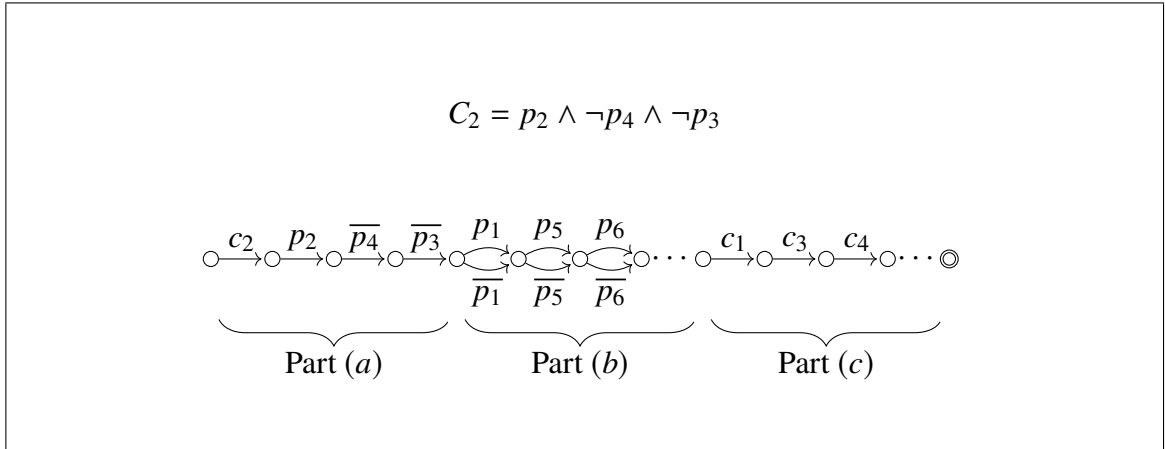 C₂ = p₂ ∧ ¬p₄ ∧ ¬p₃
c₂ p₂ p̅₄ p̅₃ p₁ p₅ p₆ ··· c₁ c₃ c₄ ···
p̅₁ p̅₅ p̅₆
Part (a) Part (b) Part (c)